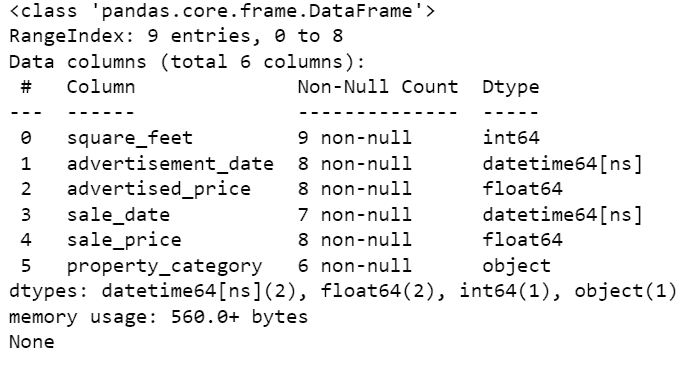 <class 'pandas.core.frame.DataFrame'>
RangeIndex: 9 entries, 0 to 8
Data columns (total 6 columns):
 #   Column              Non-Null Count  Dtype
---  ------              --------------  -----
 0   square_feet         9 non-null      int64
 1   advertisement_date  8 non-null      datetime64[ns]
 2   advertised_price    8 non-null      float64
 3   sale_date           7 non-null      datetime64[ns]
 4   sale_price          8 non-null      float64
 5   property_category   6 non-null      object
dtypes: datetime64[ns](2), float64(2), int64(1), object(1)
memory usage: 560.0+ bytes
None